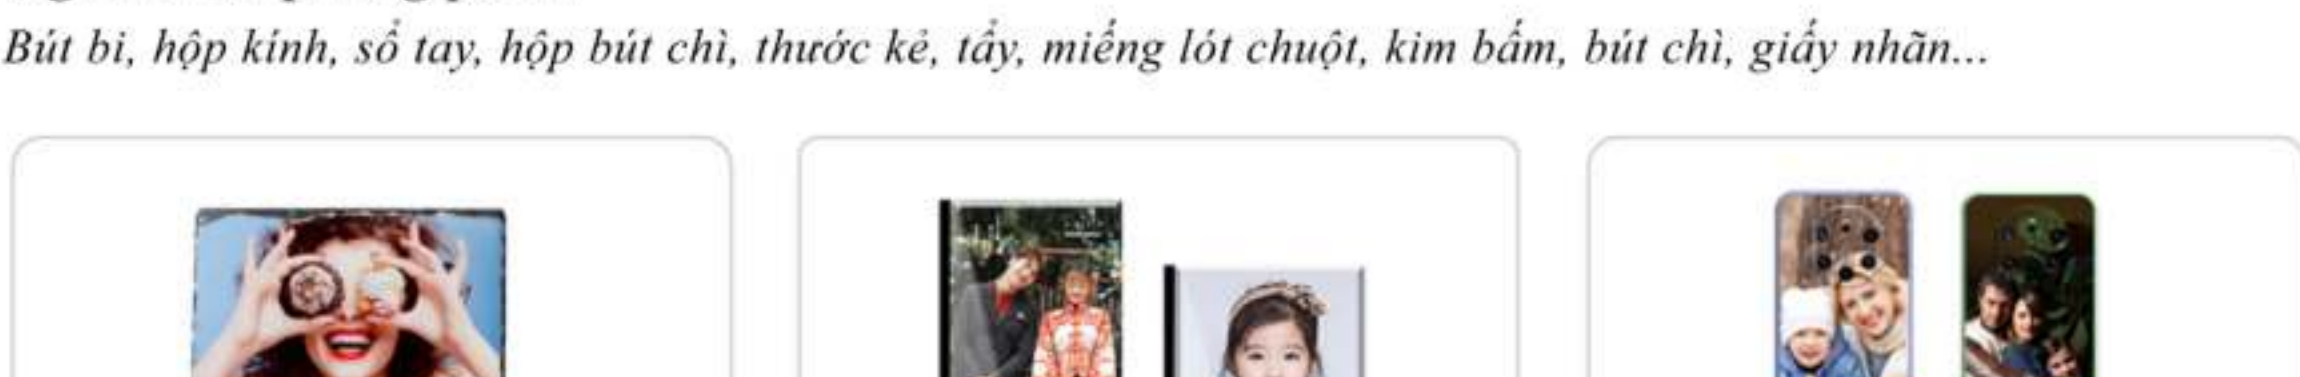 Bút bi, hộp kính, sổ tay, hộp bút chì, thước kẻ, tẩy, miếng lót chuột, kim bấm, bút chì, giấy nhãn...